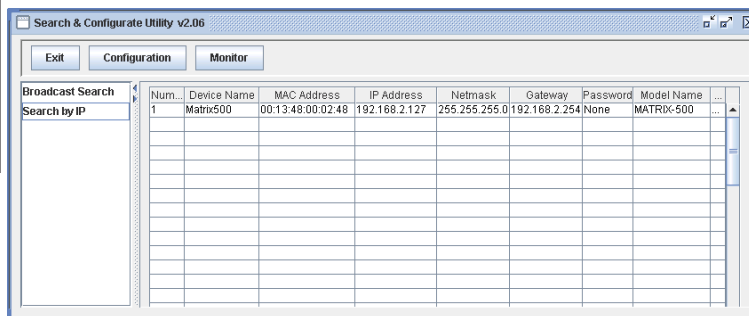 Search & Configurate Utility v2.06
Exit Configuration Monitor
Broadcast Search
Search by IP
Num... Device Name MAC Address IP Address Netmask Gateway Password Model Name ...
1 Matrix500 00:13:48:00:02:48 192.168.2.127 255.255.255.0 192.168.2.254 None MATRIX-500 ...